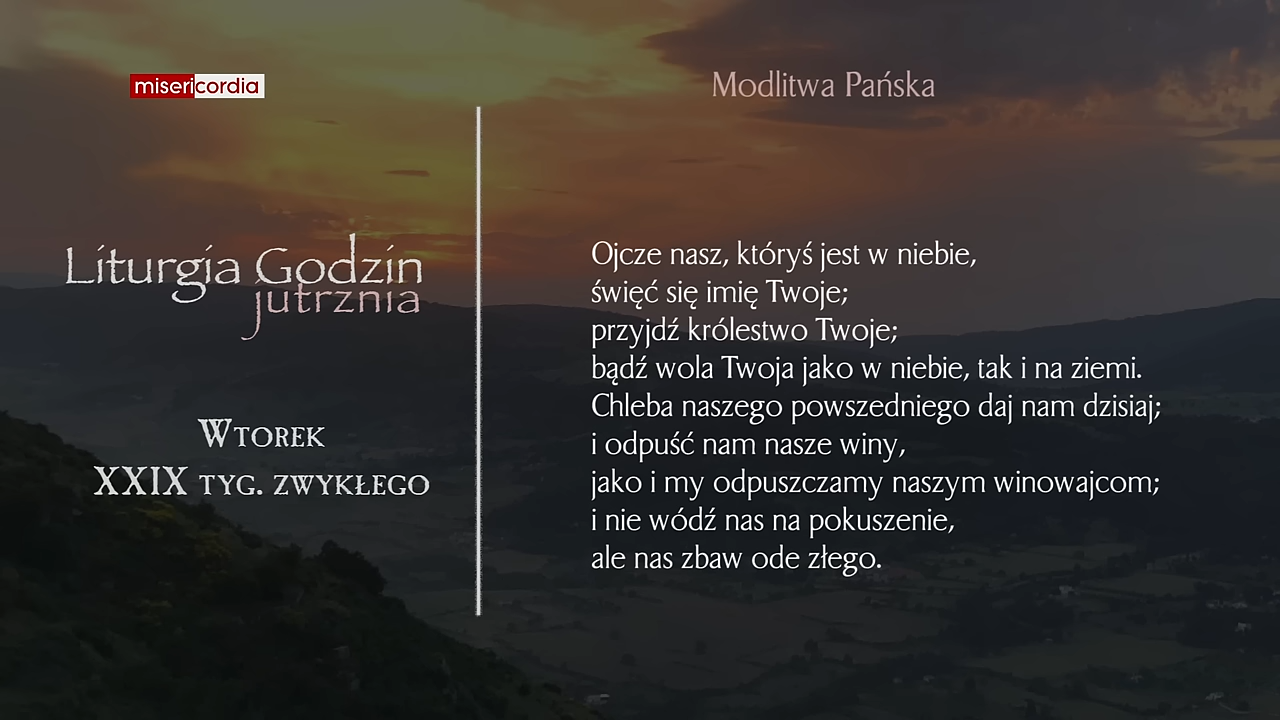 misericordia
Liturgia Godzin
jutrznia
Wtorek
XXIX tyg. zwykłego
Modlitwa Pańska
Ojcze nasz, któryś jest w niebie,
święć się imię Twoje;
przyjdź królestwo Twoje;
bądź wola Twoja jako w niebie, tak i na ziemi.
Chleba naszego powszedniego daj nam dzisiaj;
i odpuść nam nasze winy,
jako i my odpuszczamy naszym winowajcom;
i nie wódź nas na pokuszenie,
ale nas zbaw ode złego.